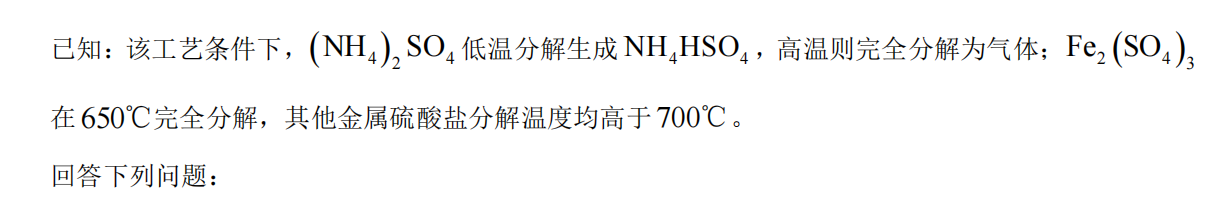 已知：该工艺条件下，(NH₄)₂SO₄低温分解生成NH₄HSO₄，高温则完全分解为气体；Fe₂(SO₄)₃
在650℃完全分解，其他金属硫酸盐分解温度均高于700℃。
回答下列问题：